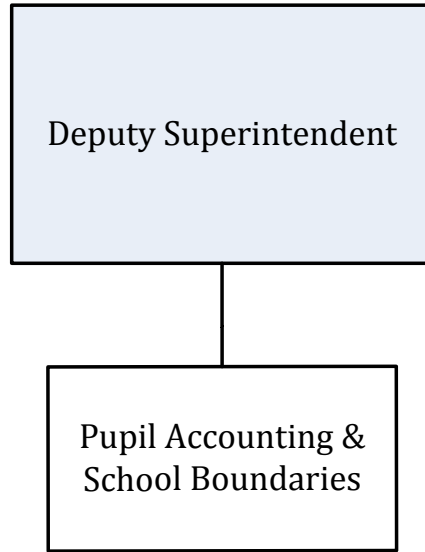 Deputy Superintendent
Pupil Accounting &
School Boundaries